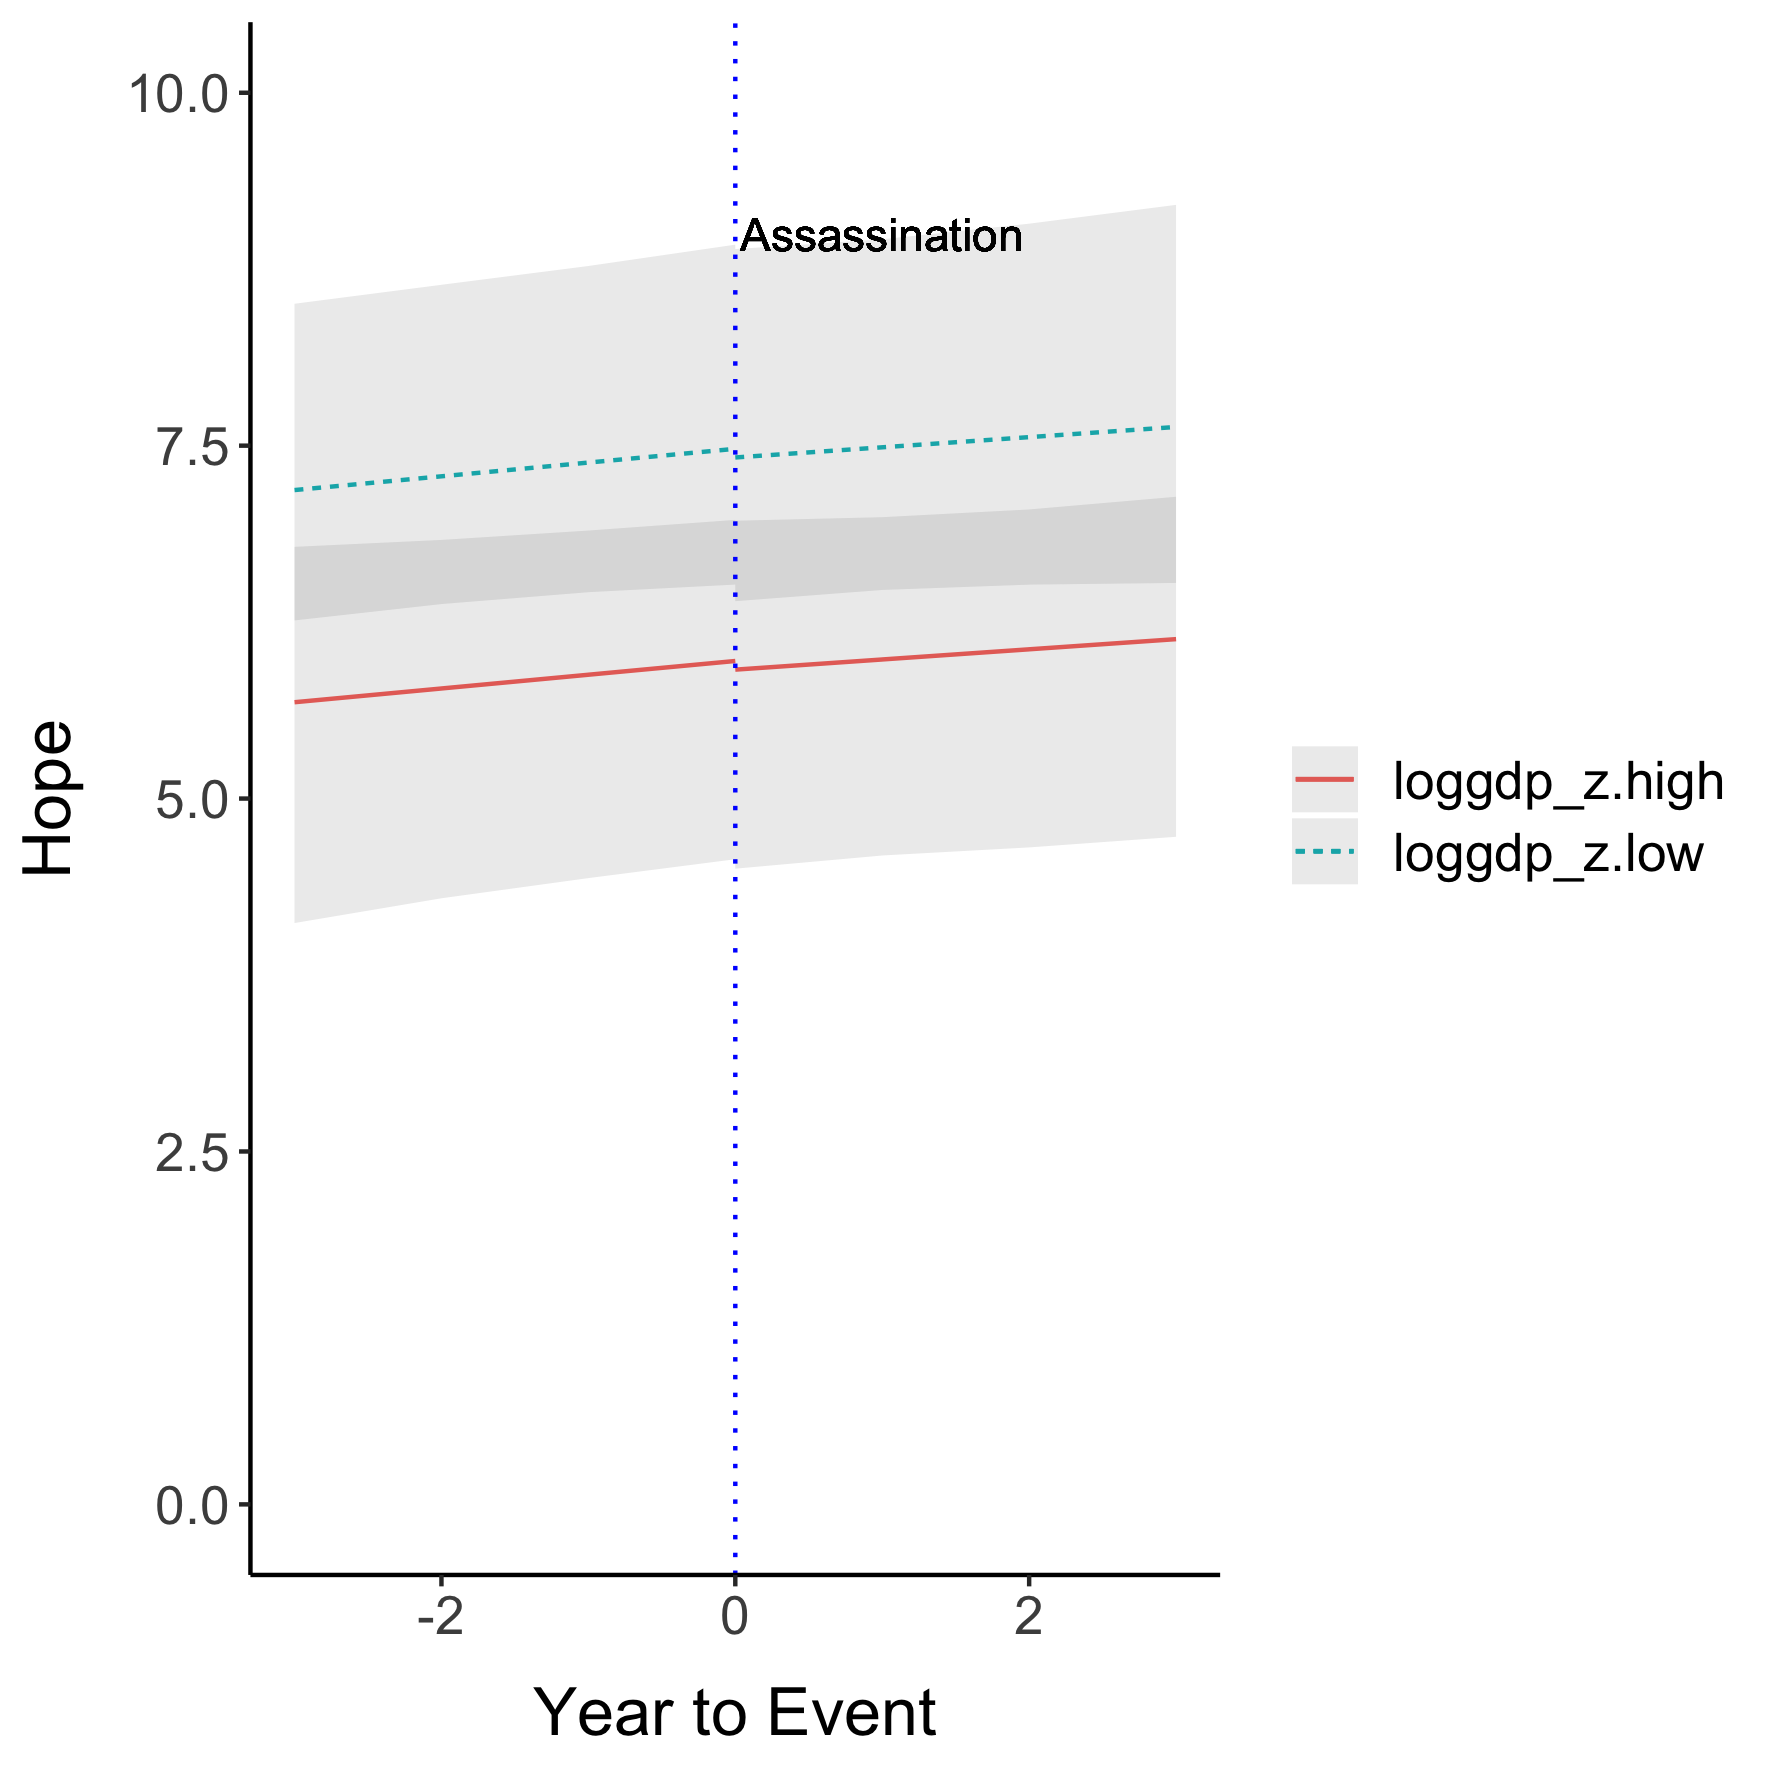 10.0
Assassination
7.5
5.0
2.5
0.0
Hope
loggdp_z.high
loggdp_z.low
-2 0 2
Year to Event